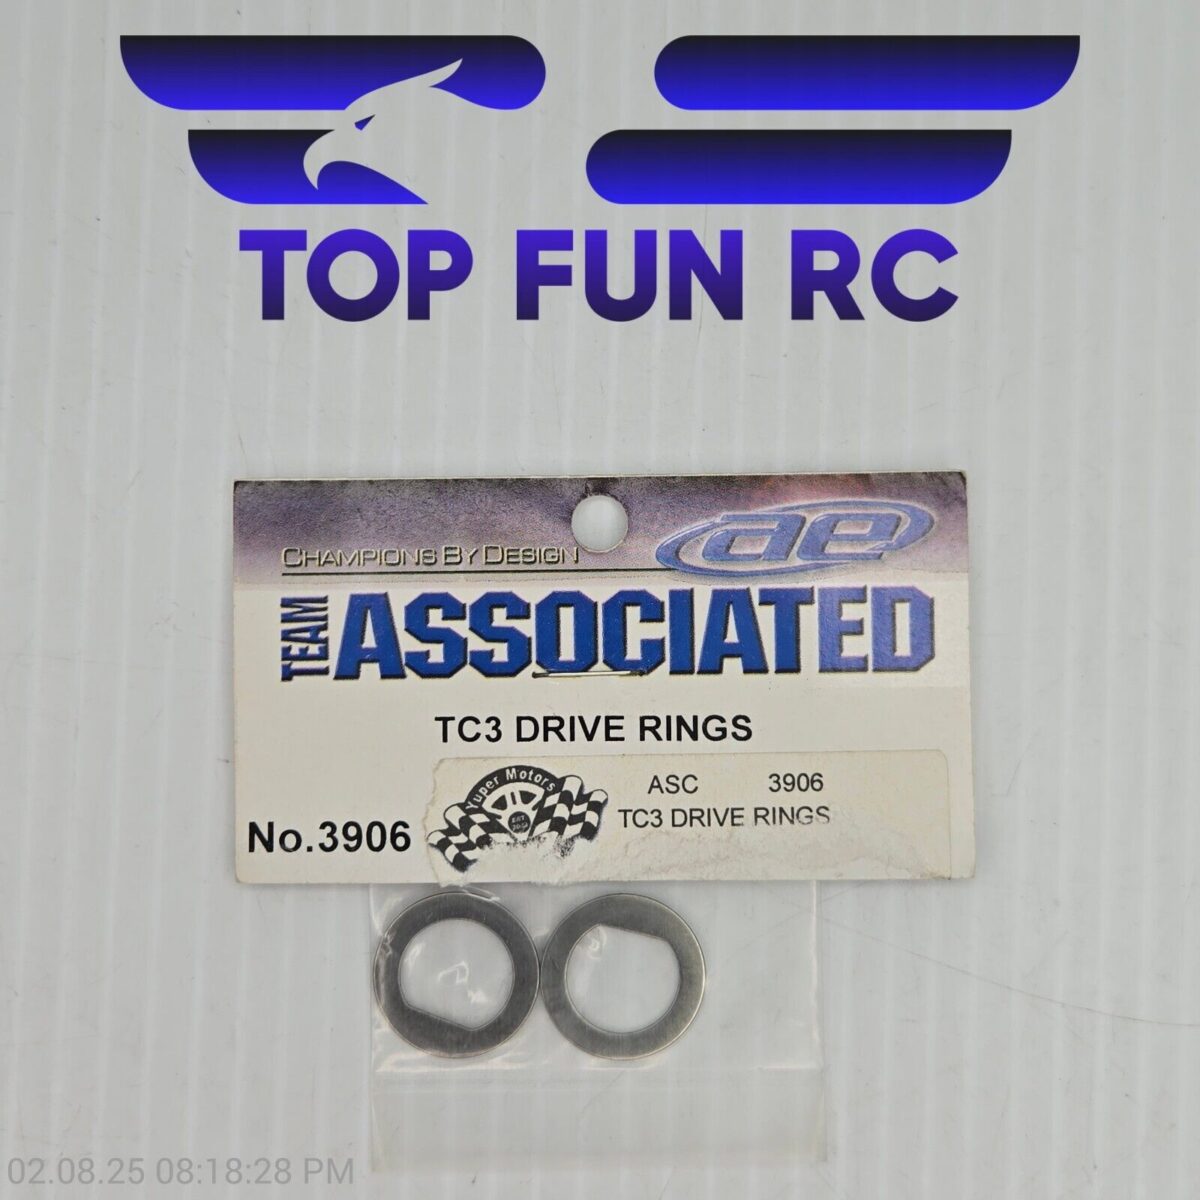 TOP FUN RC
CHAMPIONS BY DESIGN
ae
TEAM ASSOCIATED
TC3 DRIVE RINGS
No.3906
Yuper Motors
ASC 3906
TC3 DRIVE RINGS
02.08.25 08:18:28 PM